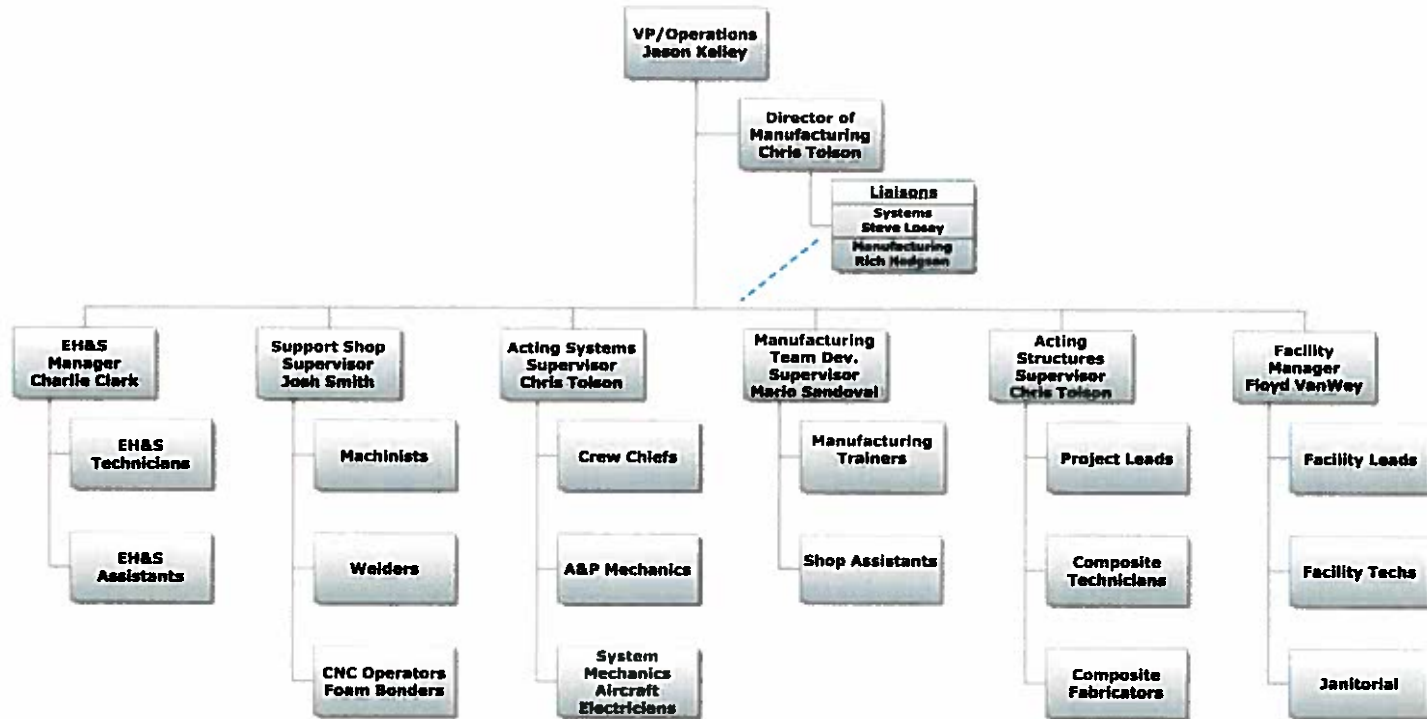 VP/Operations
Jason Kelley
Director of
Manufacturing
Chris Tolson
Liaisons
Systems
Steve Losey
Manufacturing
Rich Hodgson
EH&S
Manager
Charlie Clark
Support Shop
Supervisor
Josh Smith
Acting Systems
Supervisor
Chris Tolson
Manufacturing
Team Dev.
Supervisor
Mario Sandoval
Acting
Structures
Supervisor
Chris Tolson
Facility
Manager
Floyd VanWey
EH&S
Technicians
Machinists
Crew Chiefs
Manufacturing
Trainers
Project Leads
Facility Leads
EH&S
Assistants
Welders
A&P Mechanics
Shop Assistants
Composite
Technicians
Facility Techs
CNC Operators
Foam Bonders
System
Mechanics
Aircraft
Electricians
Composite
Fabricators
Janitorial